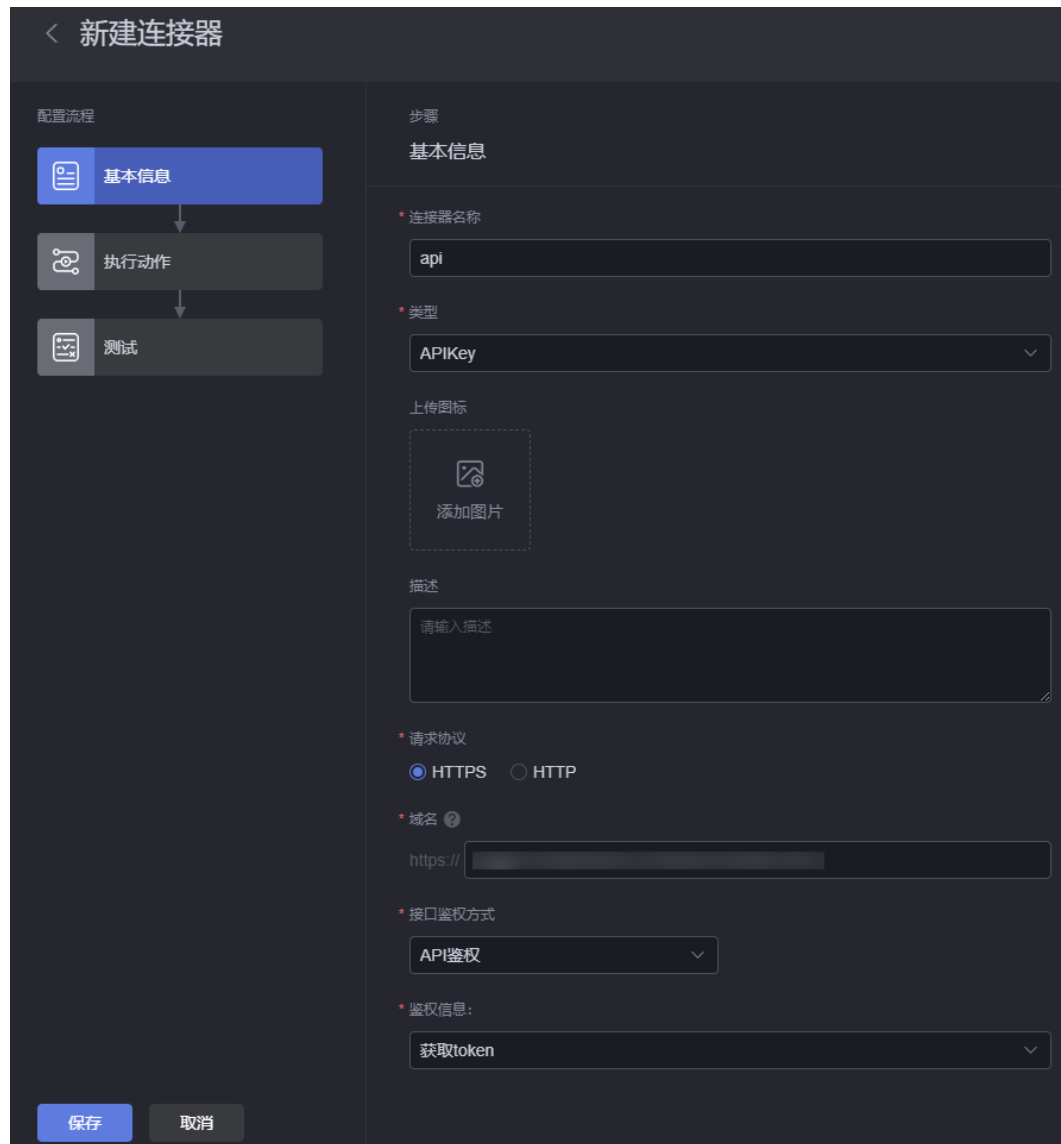 新建连接器
配置流程
基本信息
执行动作
测试
步骤
基本信息
* 连接器名称
api
* 类型
APIKey
上传图标
添加图片
描述
请输入描述
* 请求协议
HTTPS HTTP
* 域名 ?
https://
* 接口鉴权方式
API鉴权
* 鉴权信息：
获取token
保存 取消